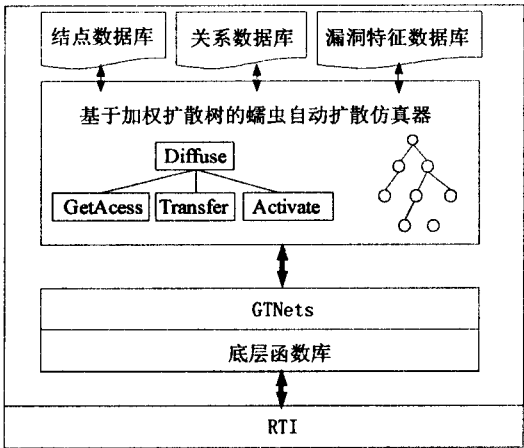 结点数据库
关系数据库
漏洞特征数据库
基于加权扩散树的蠕虫自动扩散仿真器
Diffuse
GetAcess
Transfer
Activate
GTNets
底层函数库
RTI